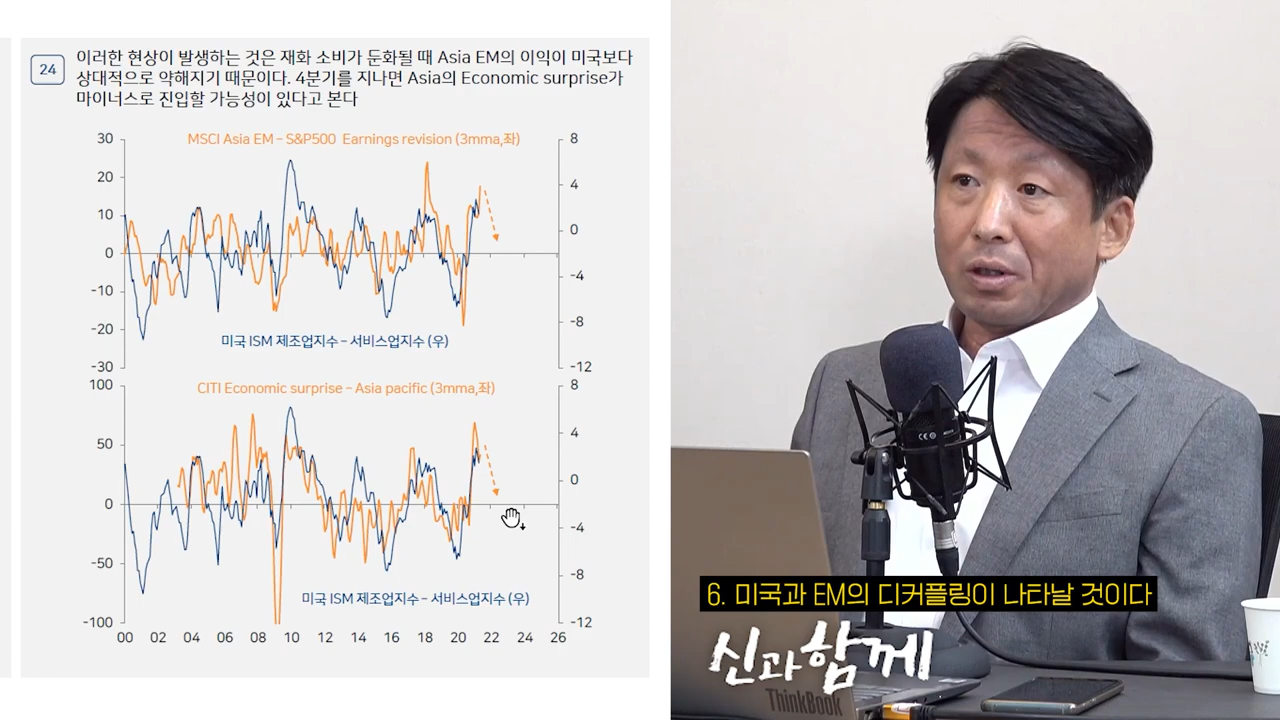 24
이러한 현상이 발생하는 것은 재화 소비가 둔화될 때 Asia EM의 이익이 미국보다
상대적으로 약해지기 때문이다. 4분기를 지나면 Asia의 Economic surprise가
마이너스로 진입할 가능성이 있다고 본다
MSCI Asia EM – S&P500 Earnings revision (3mma,좌)
30
20
10
0
-10
-20
-30
8
4
0
-4
-8
-12
미국 ISM 제조업지수 – 서비스업지수 (우)
CITI Economic surprise – Asia pacific (3mma,좌)
100
50
0
-50
-100
8
4
0
-4
-8
-12
미국 ISM 제조업지수 – 서비스업지수 (우)
00 02 04 06 08 10 12 14 16 18 20 22 24 26
6. 미국과 EM의 디커플링이 나타날 것이다
신과함께
ThinkBook
CE